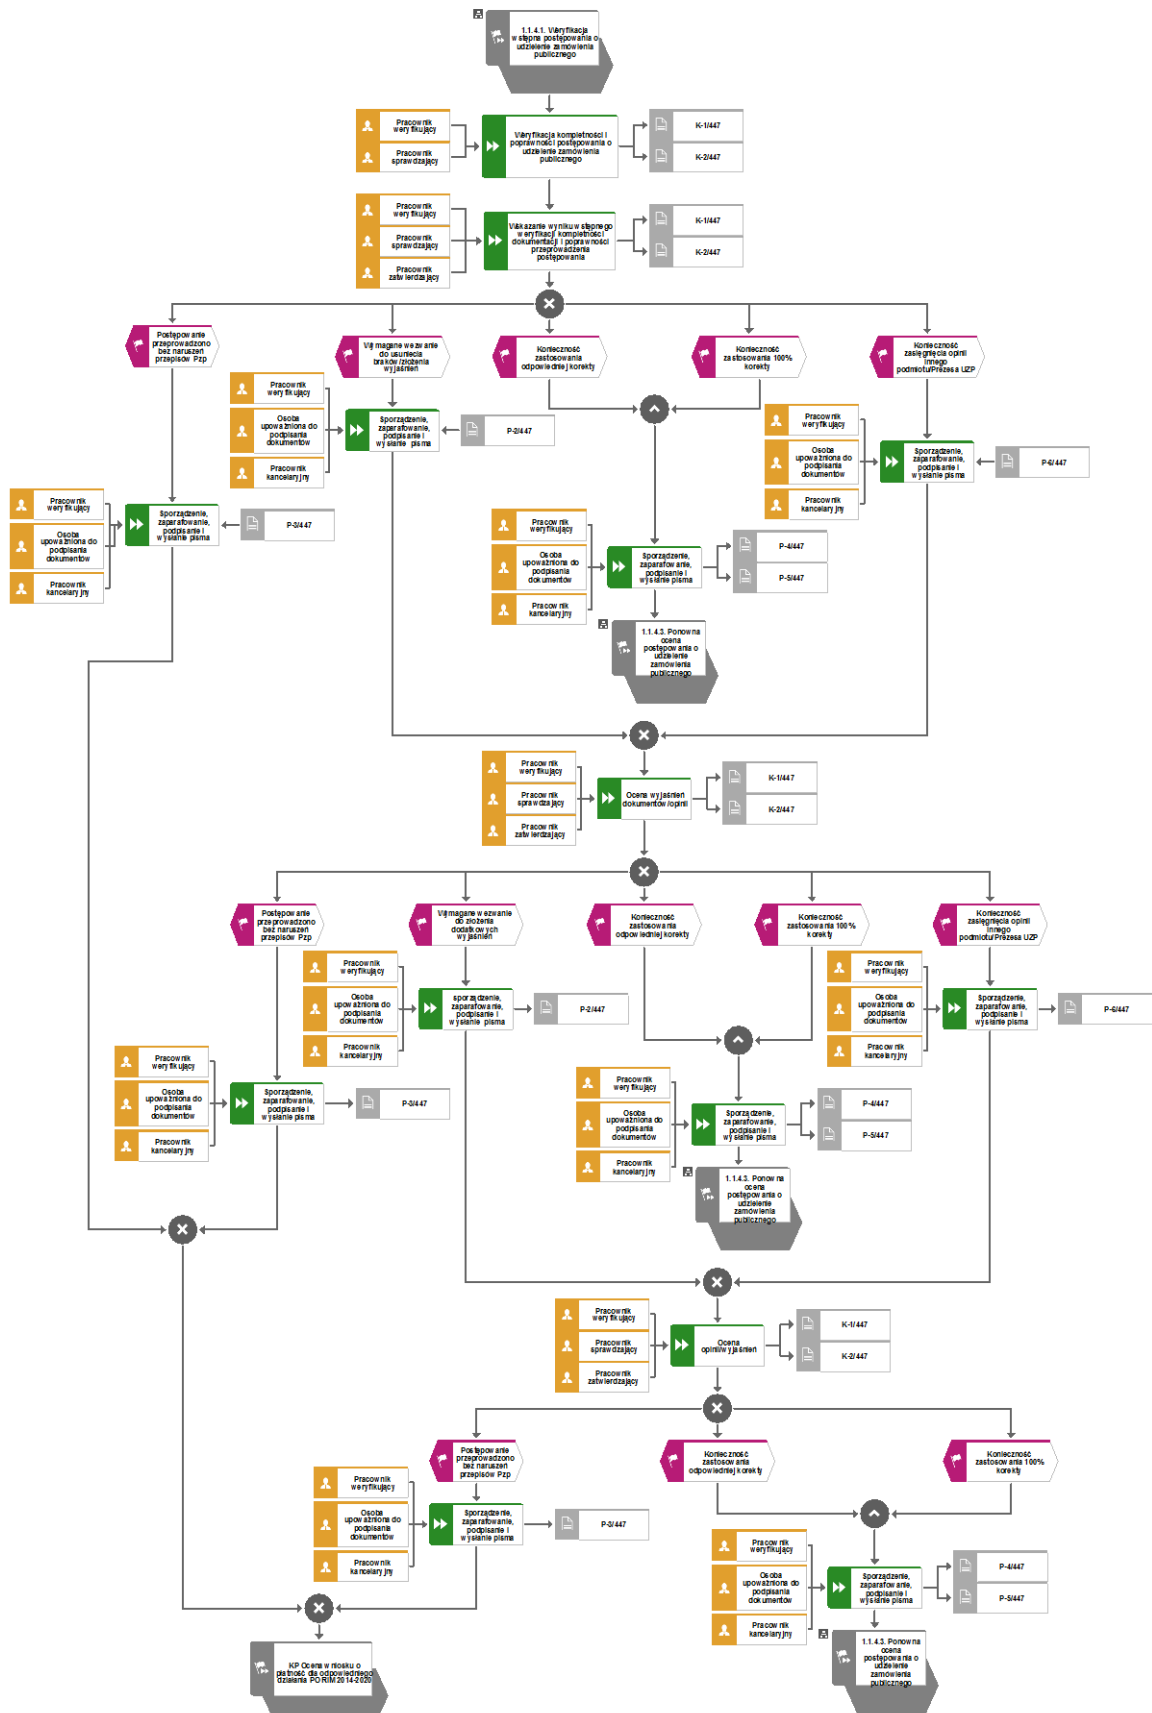 1.1.4.1. Weryfikacja
wstępna postępowania o
udzielenie zamówienia
publicznego
Pracownik
weryfikujący
Pracownik
sprawdzający
Weryfikacja kompletności i
poprawności postępowania o
udzielenie zamówienia
publicznego
K-1/447
K-2/447
Pracownik
weryfikujący
Pracownik
sprawdzający
Pracownik
zatwierdzający
Wskazanie wyniku wstępnego
weryfikacji kompletności
dokumentacji i poprawności
przeprowadzenia
postępowania
K-1/447
K-2/447
Postępowanie
przeprowadzono
bez naruszeń
przepisów Pzp
Wymagane wezwanie
do usunięcia
braków/złożenia
wyjaśnień
Konieczność
zastosowania
odpowiedniej korekty
Konieczność
zastosowania 100%
korekty
Konieczność
zasięgnięcia opinii
innego
podmiotu/Prezesa UZP
Pracownik
weryfikujący
Osoba
upoważniona do
podpisania
dokumentów
Pracownik
kancelaryjny
Sporządzenie,
zaparafowanie,
podpisanie i
wysłanie pisma
P-2/447
Pracownik
weryfikujący
Osoba
upoważniona do
podpisania
dokumentów
Pracownik
kancelaryjny
Sporządzenie,
zaparafowanie,
podpisanie i
wysłanie pisma
P-6/447
Pracownik
weryfikujący
Osoba
upoważniona do
podpisania
dokumentów
Pracownik
kancelaryjny
Sporządzenie,
zaparafowanie,
podpisanie i
wysłanie pisma
P-3/447
Pracownik
weryfikujący
Osoba
upoważniona do
podpisania
dokumentów
Pracownik
kancelaryjny
Sporządzenie,
zaparafowanie,
podpisanie i
wysłanie pisma
P-4/447
P-5/447
1.1.4.3. Ponowna
ocena
postępowania o
udzielenie
zamówienia
publicznego
Pracownik
weryfikujący
Pracownik
sprawdzający
Pracownik
zatwierdzający
Ocena wyjaśnień
dokumentów/opinii
K-1/447
K-2/447
Postępowanie
przeprowadzono
bez naruszeń
przepisów Pzp
Wymagane wezwanie
do złożenia
dodatkowych
wyjaśnień
Konieczność
zastosowania
odpowiedniej korekty
Konieczność
zastosowania 100%
korekty
Konieczność
zasięgnięcia opinii
innego
podmiotu/Prezesa UZP
Pracownik
weryfikujący
Osoba
upoważniona do
podpisania
dokumentów
Pracownik
kancelaryjny
sporządzenie,
zaparafowanie,
podpisanie i
wysłanie pisma
P-2/447
Pracownik
weryfikujący
Osoba
upoważniona do
podpisania
dokumentów
Pracownik
kancelaryjny
Sporządzenie,
zaparafowanie,
podpisanie i
wysłanie pisma
P-6/447
Pracownik
weryfikujący
Osoba
upoważniona do
podpisania
dokumentów
Pracownik
kancelaryjny
Sporządzenie,
zaparafowanie,
podpisanie i
wysłanie pisma
P-3/447
Pracownik
weryfikujący
Osoba
upoważniona do
podpisania
dokumentów
Pracownik
kancelaryjny
Sporządzenie,
zaparafowanie,
podpisanie i
wysłanie pisma
P-4/447
P-5/447
1.1.4.3. Ponowna
ocena
postępowania o
udzielenie
zamówienia
publicznego
Pracownik
weryfikujący
Pracownik
sprawdzający
Pracownik
zatwierdzający
Ocena
opinii/wyjaśnień
K-1/447
K-2/447
Postępowanie
przeprowadzono
bez naruszeń
przepisów Pzp
Konieczność
zastosowania
odpowiedniej korekty
Konieczność
zastosowania 100%
korekty
Pracownik
weryfikujący
Osoba
upoważniona do
podpisania
dokumentów
Pracownik
kancelaryjny
Sporządzenie,
zaparafowanie,
podpisanie i
wysłanie pisma
P-3/447
Pracownik
weryfikujący
Osoba
upoważniona do
podpisania
dokumentów
Pracownik
kancelaryjny
Sporządzenie,
zaparafowanie,
podpisanie i
wysłanie pisma
P-4/447
P-5/447
KP Ocena wniosku o
płatność dla odpowiedniego
działania PO RIM 2014-2020
1.1.4.3. Ponowna
ocena
postępowania o
udzielenie
zamówienia
publicznego